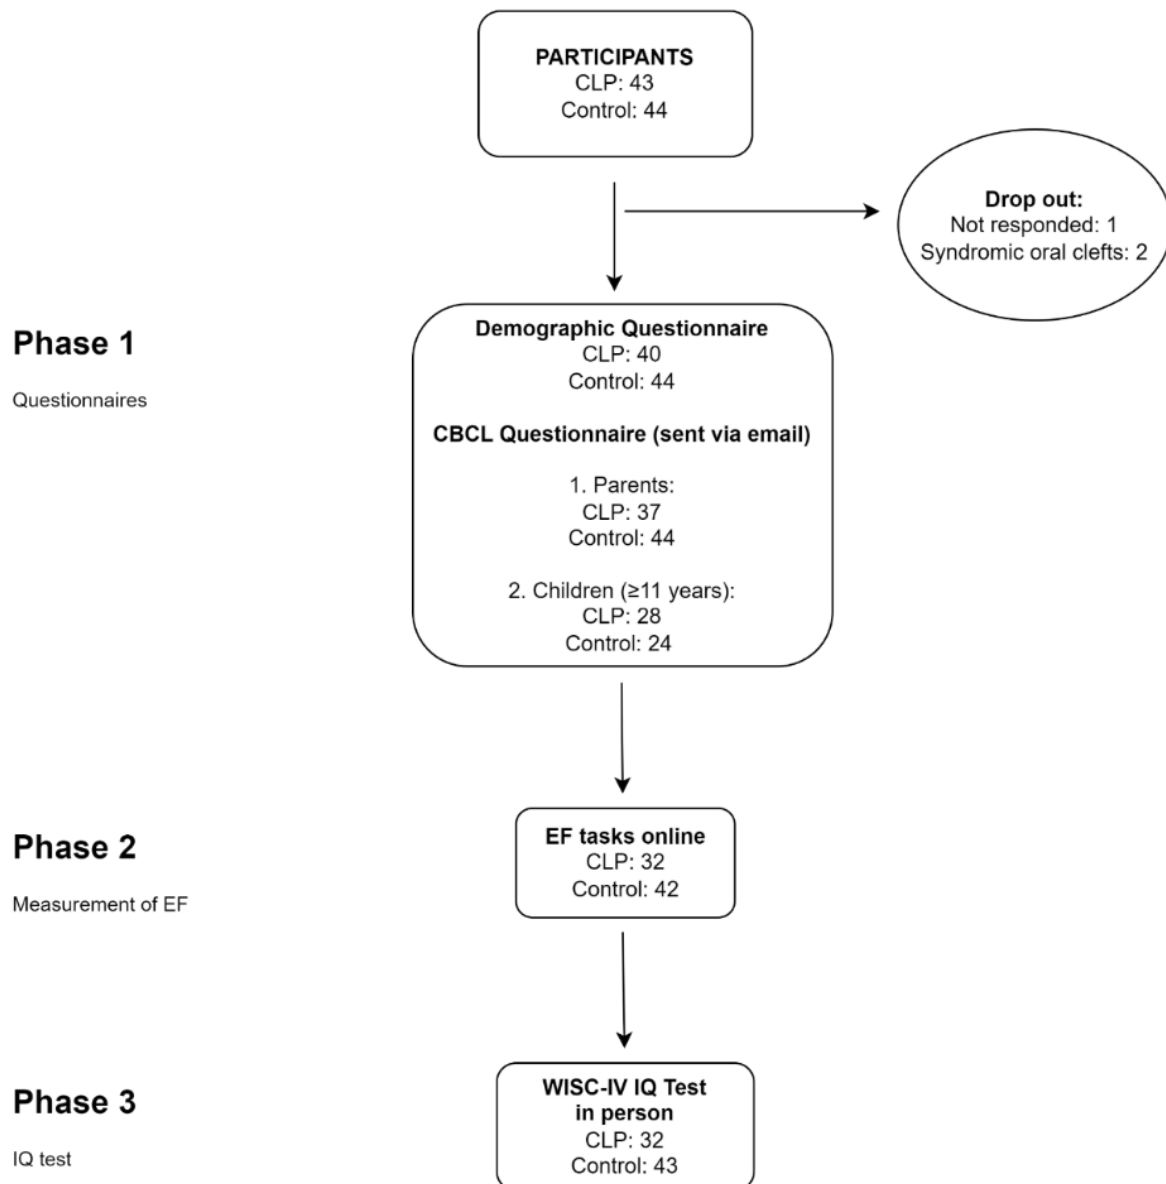 PARTICIPANTS
CLP: 43
Control: 44
Drop out:
Not responded: 1
Syndromic oral clefts: 2
Phase 1
Questionnaires
Demographic Questionnaire
CLP: 40
Control: 44
CBCL Questionnaire (sent via email)
1. Parents:
CLP: 37
Control: 44
2. Children (≥11 years):
CLP: 28
Control: 24
Phase 2
Measurement of EF
EF tasks online
CLP: 32
Control: 42
Phase 3
IQ test
WISC-IV IQ Test
in person
CLP: 32
Control: 43